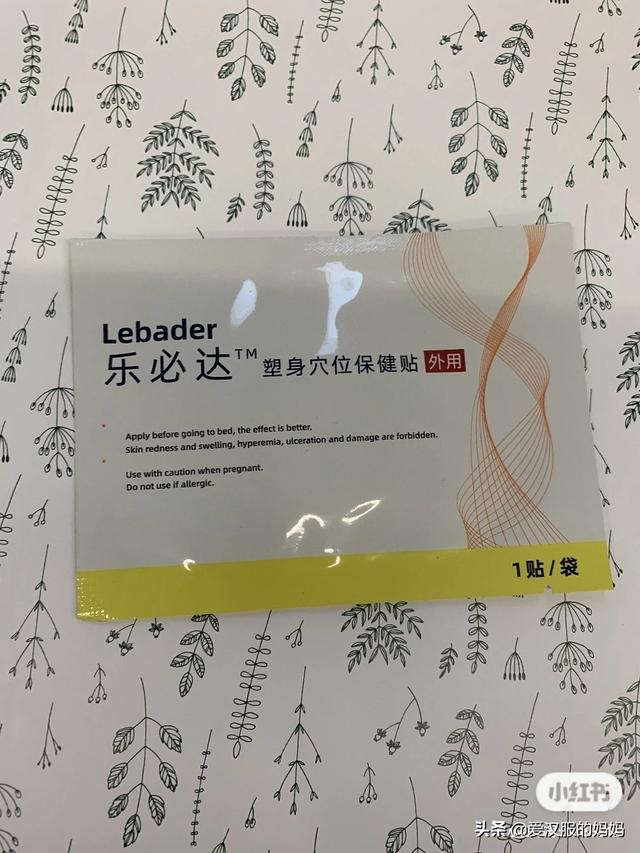 Lebader
乐必达™ 塑身穴位保健贴 外用
Apply before going to bed, the effect is better.
Skin redness and swelling, hyperemia, ulceration and damage are forbidden.
Use with caution when pregnant.
Do not use if allergic.
1贴/袋
小红书
头条 @爱汉服的妈妈